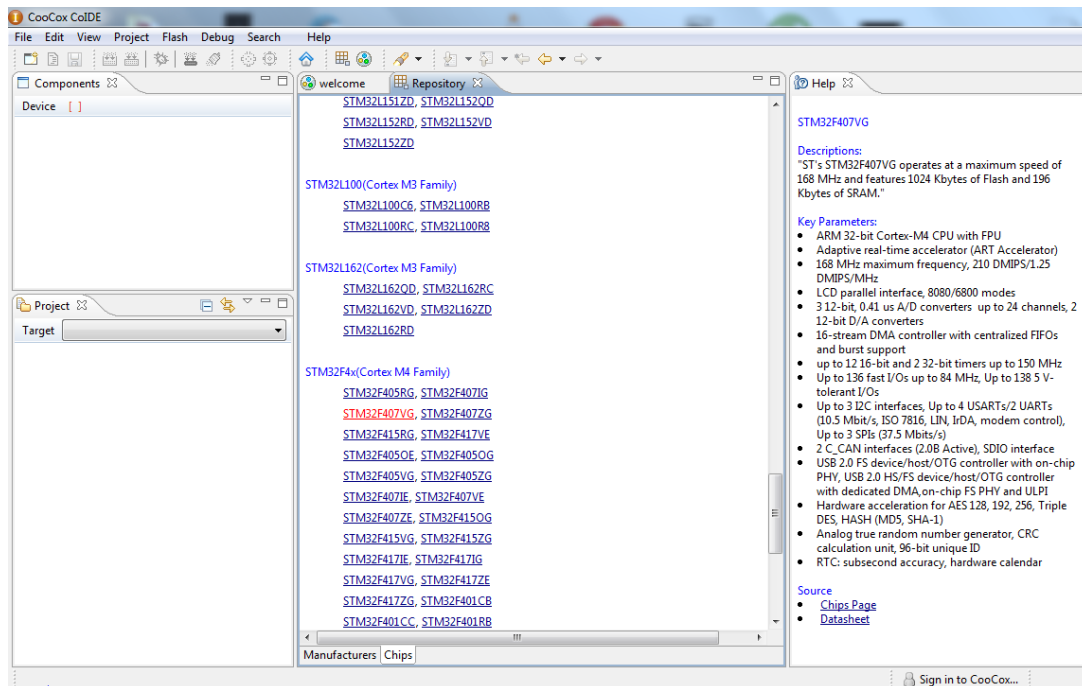 CooCox CoIDE
File Edit View Project Flash Debug Search Help
Components
Device [ ]
Project
Target
welcome Repository
STM32L151ZD, STM32L152QD
STM32L152RD, STM32L152VD
STM32L152ZD
STM32L100(Cortex M3 Family)
STM32L100C6, STM32L100RB
STM32L100RC, STM32L100R8
STM32L162(Cortex M3 Family)
STM32L162QD, STM32L162RC
STM32L162VD, STM32L162ZD
STM32L162RD
STM32F4x(Cortex M4 Family)
STM32F405RG, STM32F407IG
STM32F407VG, STM32F407ZG
STM32F415RG, STM32F417VE
STM32F405OE, STM32F405OG
STM32F405VG, STM32F405ZG
STM32F407IE, STM32F407VE
STM32F407ZE, STM32F415OG
STM32F415VG, STM32F415ZG
STM32F417IE, STM32F417IG
STM32F417VG, STM32F417ZE
STM32F417ZG, STM32F401CB
STM32F401CC, STM32F401RB
Manufacturers Chips
Help
STM32F407VG
Descriptions:
"ST's STM32F407VG operates at a maximum speed of
168 MHz and features 1024 Kbytes of Flash and 196
Kbytes of SRAM."
Key Parameters:
• ARM 32-bit Cortex-M4 CPU with FPU
• Adaptive real-time accelerator (ART Accelerator)
• 168 MHz maximum frequency, 210 DMIPS/1.25
DMIPS/MHz
• LCD parallel interface, 8080/6800 modes
• 3 12-bit, 0.41 us A/D converters up to 24 channels, 2
12-bit D/A converters
• 16-stream DMA controller with centralized FIFOs
and burst support
• up to 12 16-bit and 2 32-bit timers up to 150 MHz
• Up to 136 fast I/Os up to 84 MHz, Up to 138 5 V-
tolerant I/Os
• Up to 3 I2C interfaces, Up to 4 USARTs/2 UARTs
(10.5 Mbit/s, ISO 7816, LIN, IrDA, modem control),
Up to 3 SPIs (37.5 Mbits/s)
• 2 C_CAN interfaces (2.0B Active), SDIO interface
• USB 2.0 FS device/host/OTG controller with on-chip
PHY, USB 2.0 HS/FS device/host/OTG controller
with dedicated DMA,on-chip FS PHY and ULPI
• Hardware acceleration for AES 128, 192, 256, Triple
DES, HASH (MD5, SHA-1)
• Analog true random number generator, CRC
calculation unit, 96-bit unique ID
• RTC: subsecond accuracy, hardware calendar
Source
• Chips Page
• Datasheet
Sign in to CooCox...